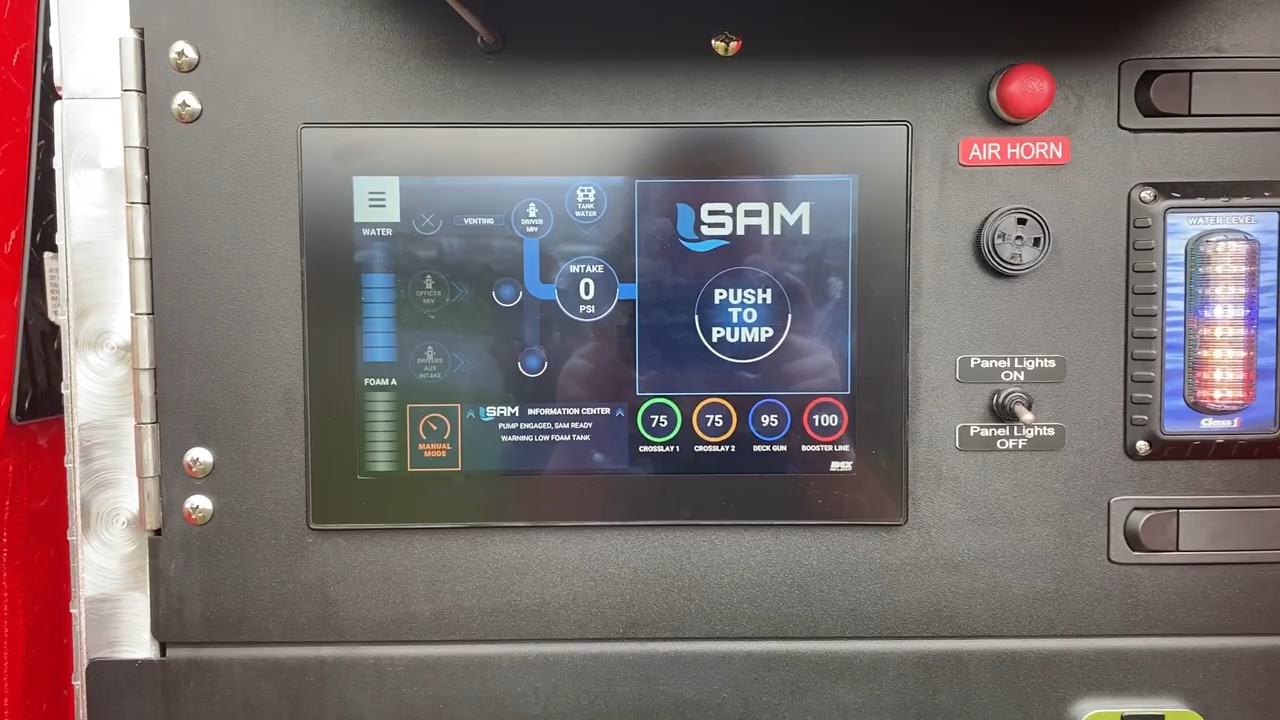 AIR HORN
WATER
VENTING
DRIVER
MIV
TANK
WATER
SAM
OFFICER
MIV
INTAKE
0
PSI
PUSH
TO
PUMP
DRIVERS
AUX
INTAKE
FOAM A
MANUAL
MODE
SAM INFORMATION CENTER
PUMP ENGAGED, SAM READY
WARNING LOW FOAM TANK
75
CROSSLAY 1
75
CROSSLAY 2
95
DECK GUN
100
BOOSTER LINE
Panel Lights
ON
Panel Lights
OFF
WATER LEVEL
Class1